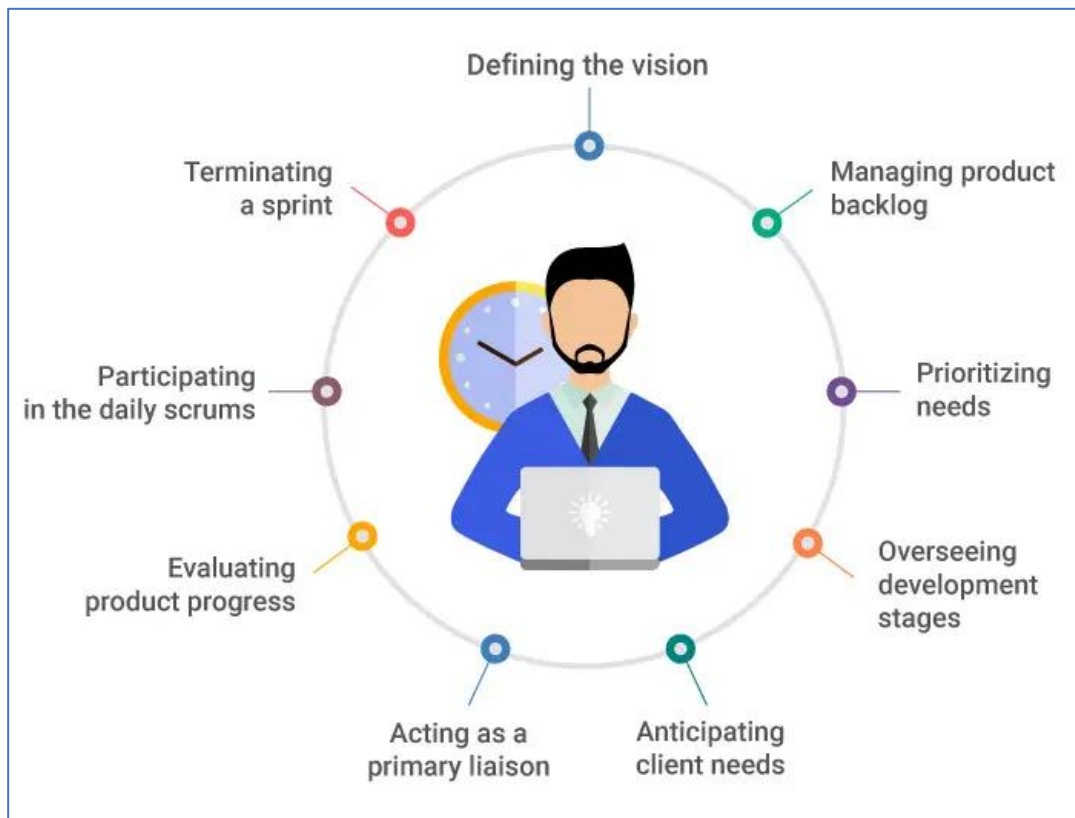 Defining the vision
Managing product
backlog
Prioritizing
needs
Overseeing
development
stages
Anticipating
client needs
Acting as a
primary liaison
Evaluating
product progress
Participating
in the daily scrums
Terminating
a sprint